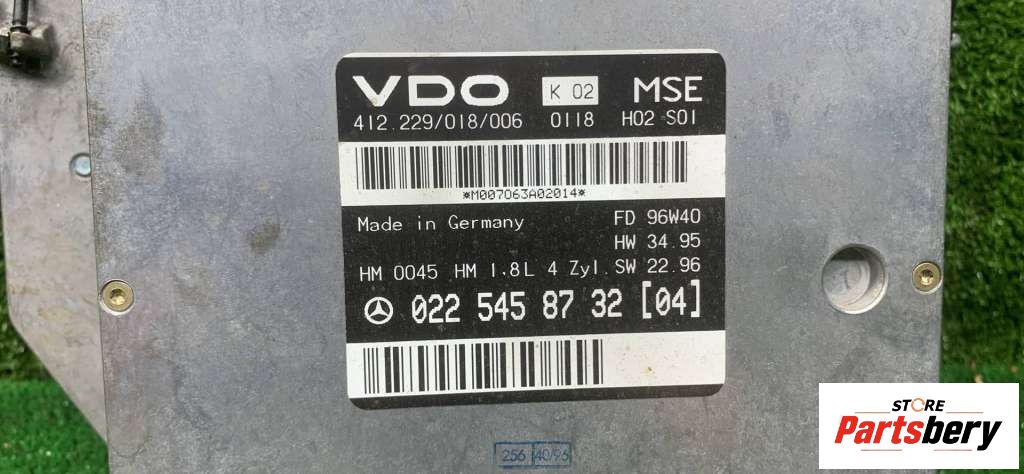 VDO K 02 MSE
412.229/018/006 0118 H02 S01
*M007063A02014*
Made in Germany FD 96W40
HW 34.95
HM 0045 HM 1.8L 4 Zyl. SW 22.96
022 545 87 32 [04]
256 40/96
STORE
Partsbery